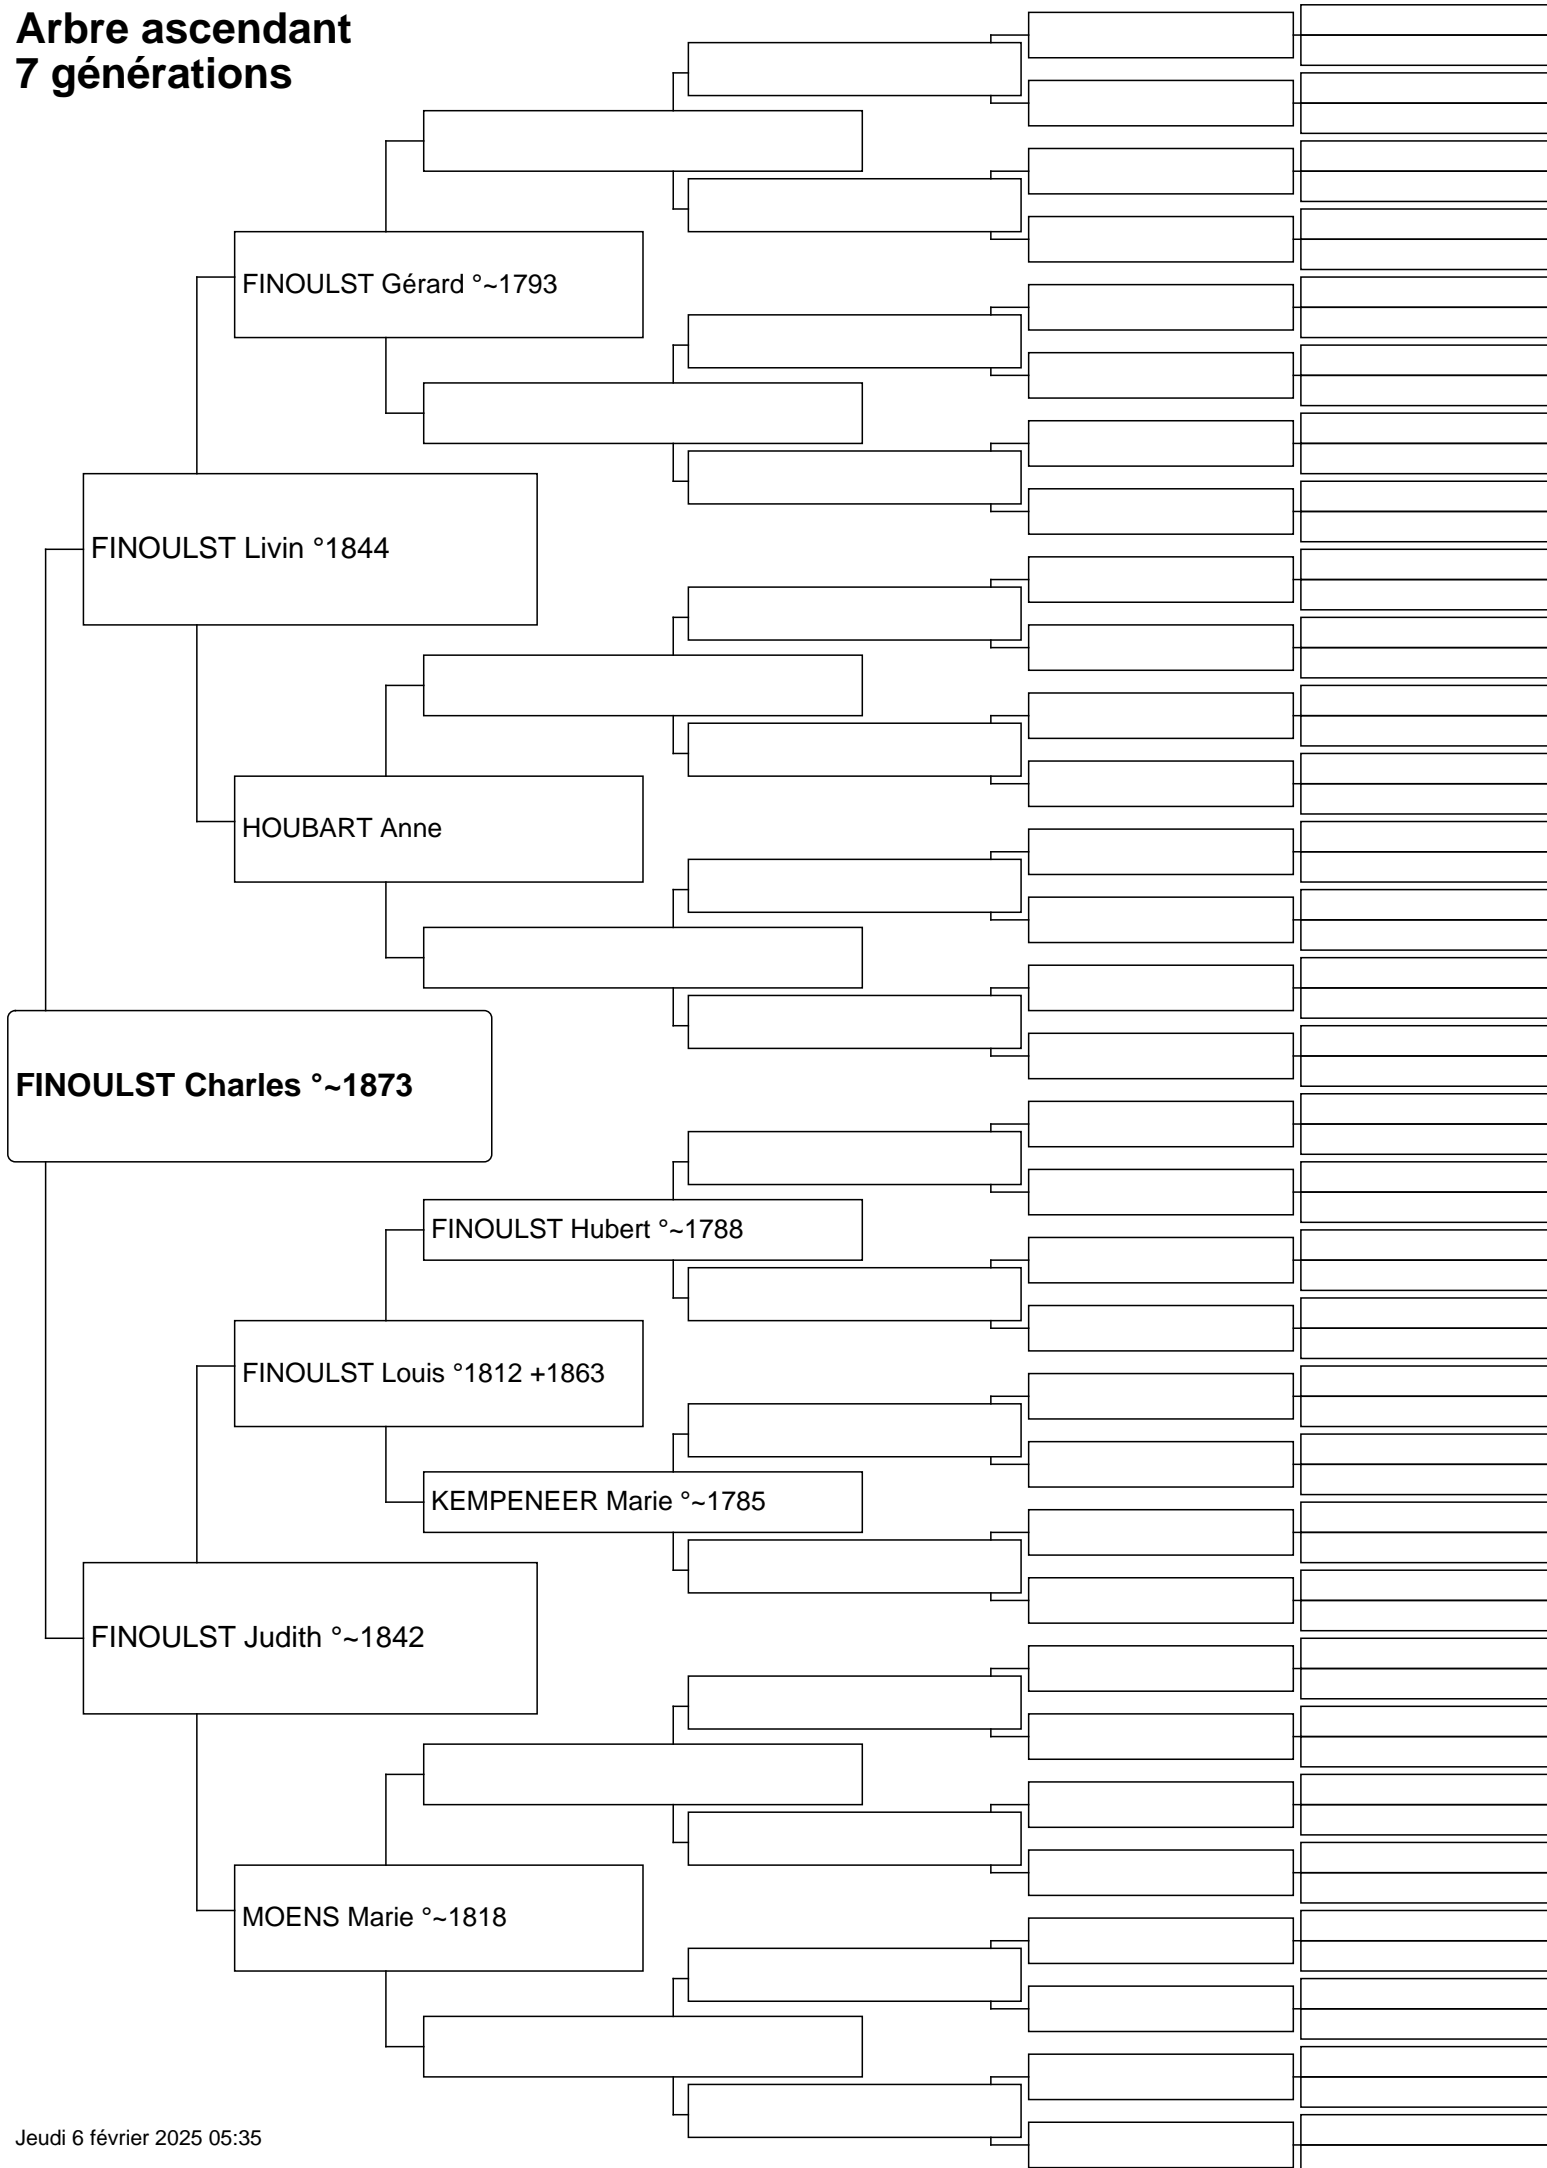 Arbre ascendant
7 générations
FINOULST Gérard °~1793
FINOULST Livin °1844
HOUBART Anne
FINOULST Charles °~1873
FINOULST Hubert °~1788
FINOULST Louis °1812 +1863
KEMPENEER Marie °~1785
FINOULST Judith °~1842
MOENS Marie °~1818
Jeudi 6 février 2025 05:35